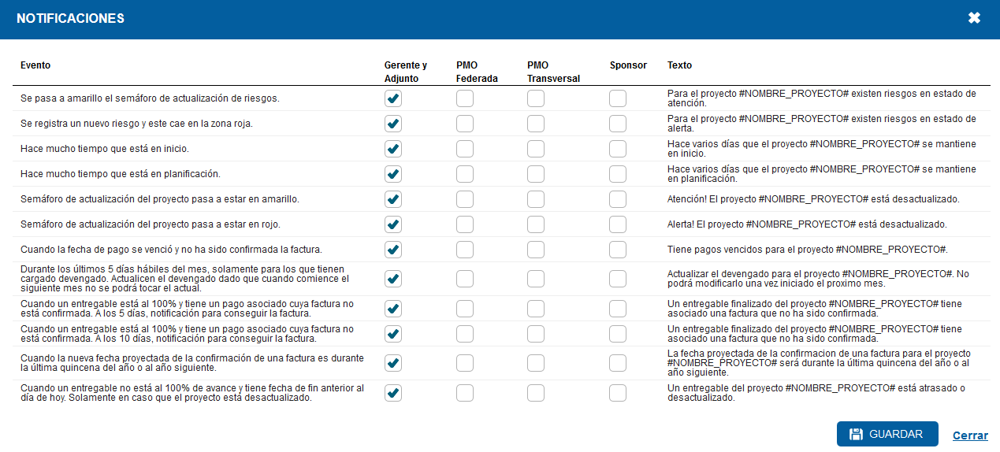 NOTIFICACIONES
Evento
Gerente y
Adjunto
PMO
Federada
PMO
Transversal
Sponsor
Texto
Se pasa a amarillo el semáforo de actualización de riesgos.
Para el proyecto #NOMBRE_PROYECTO# existen riesgos en estado de
atención.
Se registra un nuevo riesgo y este cae en la zona roja.
Para el proyecto #NOMBRE_PROYECTO# existen riesgos en estado de
alerta.
Hace mucho tiempo que está en inicio.
Hace varios días que el proyecto #NOMBRE_PROYECTO# se mantiene
en inicio.
Hace mucho tiempo que está en planificación.
Hace varios días que el proyecto #NOMBRE_PROYECTO# se mantiene
en planificación.
Semáforo de actualización del proyecto pasa a estar en amarillo.
Atención! El proyecto #NOMBRE_PROYECTO# está desactualizado.
Semáforo de actualización del proyecto pasa a estar en rojo.
Alerta! El proyecto #NOMBRE_PROYECTO# está desactualizado.
Cuando la fecha de pago se venció y no ha sido confirmada la factura.
Tiene pagos vencidos para el proyecto #NOMBRE_PROYECTO#.
Durante los últimos 5 días hábiles del mes, solamente para los que tienen
cargado devengado. Actualicen el devengado dado que cuando comience el
siguiente mes no se podrá tocar el actual.
Actualizar el devengado para el proyecto #NOMBRE_PROYECTO#. No
podrá modificarlo una vez iniciado el proximo mes.
Cuando un entregable está al 100% y tiene un pago asociado cuya factura no
está confirmada. A los 5 días, notificación para conseguir la factura.
Un entregable finalizado del proyecto #NOMBRE_PROYECTO# tiene
asociado una factura que no ha sido confirmada.
Cuando un entregable está al 100% y tiene un pago asociado cuya factura no
está confirmada. A los 10 días, notificación para conseguir la factura.
Un entregable finalizado del proyecto #NOMBRE_PROYECTO# tiene
asociado una factura que no ha sido confirmada.
Cuando la nueva fecha proyectada de la confirmación de una factura es durante
la última quincena del año o al año siguiente.
La fecha proyectada de la confirmacion de una factura para el proyecto
#NOMBRE_PROYECTO# será durante la última quincena del año o al
año siguiente.
Cuando un entregable no está al 100% de avance y tiene fecha de fin anterior al
día de hoy. Solamente en caso que el proyecto está desactualizado.
Un entregable del proyecto #NOMBRE_PROYECTO# está atrasado o
desactualizado.
GUARDAR
Cerrar